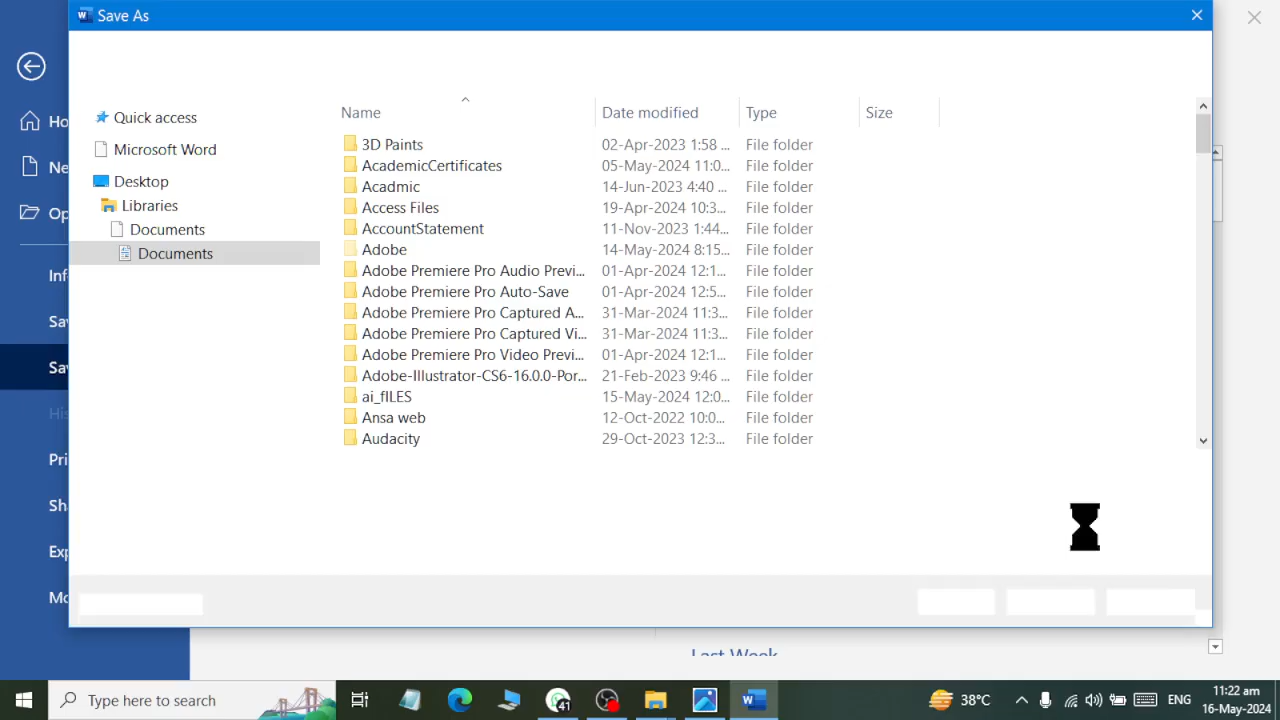 Save As
Quick access
Microsoft Word
Desktop
Libraries
Documents
Documents
Name Date modified Type Size
3D Paints 02-Apr-2023 1:58 ... File folder
AcademicCertificates 05-May-2024 11:0... File folder
Acadmic 14-Jun-2023 4:40 ... File folder
Access Files 19-Apr-2024 10:3... File folder
AccountStatement 11-Nov-2023 1:44... File folder
Adobe 14-May-2024 8:15... File folder
Adobe Premiere Pro Audio Previ... 01-Apr-2024 12:1... File folder
Adobe Premiere Pro Auto-Save 01-Apr-2024 12:5... File folder
Adobe Premiere Pro Captured A... 31-Mar-2024 11:3... File folder
Adobe Premiere Pro Captured Vi... 31-Mar-2024 11:3... File folder
Adobe Premiere Pro Video Previ... 01-Apr-2024 12:1... File folder
Adobe-Illustrator-CS6-16.0.0-Por... 21-Feb-2023 9:46 ... File folder
ai_fILES 15-May-2024 12:0... File folder
Ansa web 12-Oct-2022 10:0... File folder
Audacity 29-Oct-2023 12:3... File folder
Ho
Ne
Op
Inf
Sav
Sa
His
Pri
Sh
Exp
Mo
Last Week
Type here to search
41
38°C
ENG
11:22 am
16-May-2024